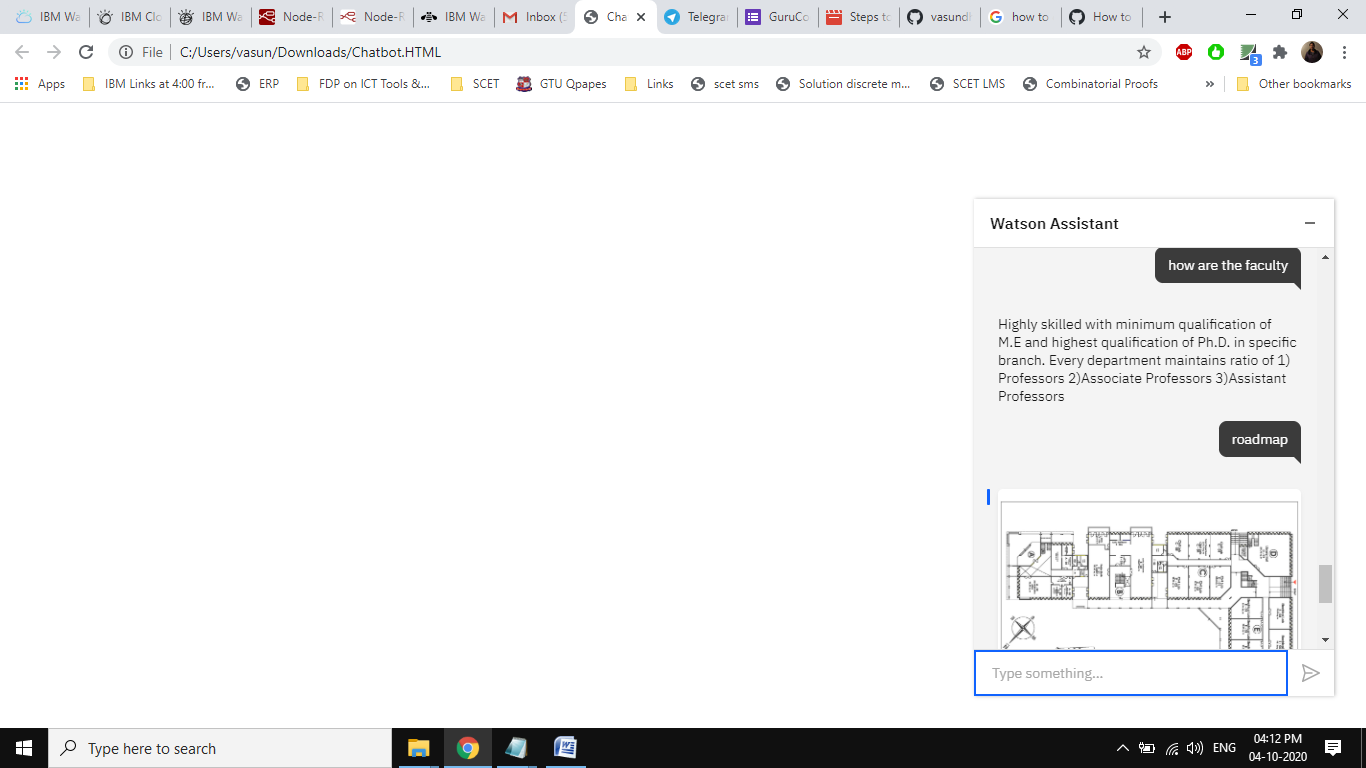 IBM Wa
IBM Clo
IBM Wa
Node-R
Node-R
IBM Wa
Inbox (5
Cha
Telegra
GuruCo
Steps to
vasundh
how to
How to
File
C:/Users/vasun/Downloads/Chatbot.HTML
ABP
3
Apps
IBM Links at 4:00 fr...
ERP
FDP on ICT Tools &...
SCET
GTU Qpapes
Links
scet sms
Solution discrete m...
SCET LMS
Combinatorial Proofs
»
Other bookmarks
Watson Assistant
how are the faculty
Highly skilled with minimum qualification of
M.E and highest qualification of Ph.D. in specific
branch. Every department maintains ratio of 1)
Professors 2)Associate Professors 3)Assistant
Professors
roadmap
A
B
C
D
E
Type something...
Type here to search
ENG
04:12 PM
04-10-2020